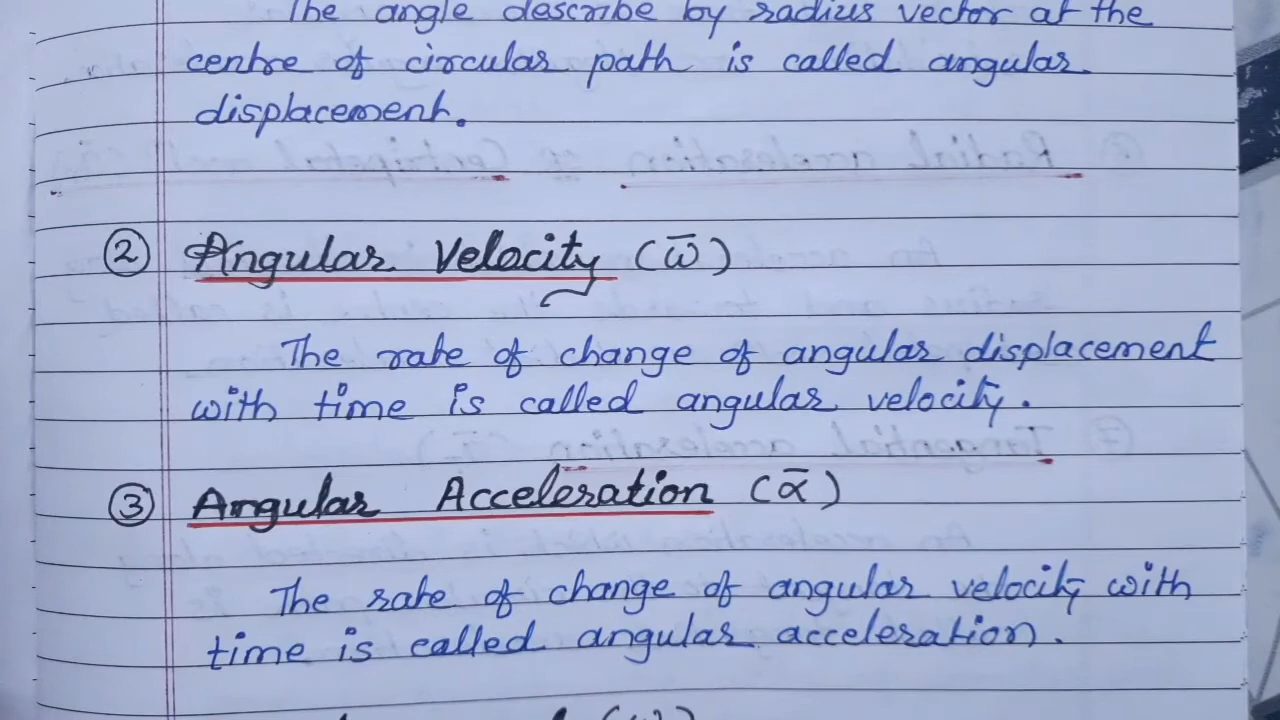 The angle describe by radius vector at the
centre of circular path is called angular
displacement.
② Angular Velocity (ω̄)
The rate of change of angular displacement
with time is called angular velocity.
③ Angular Acceleration (ᾱ)
The rate of change of angular velocity with
time is called angular acceleration.